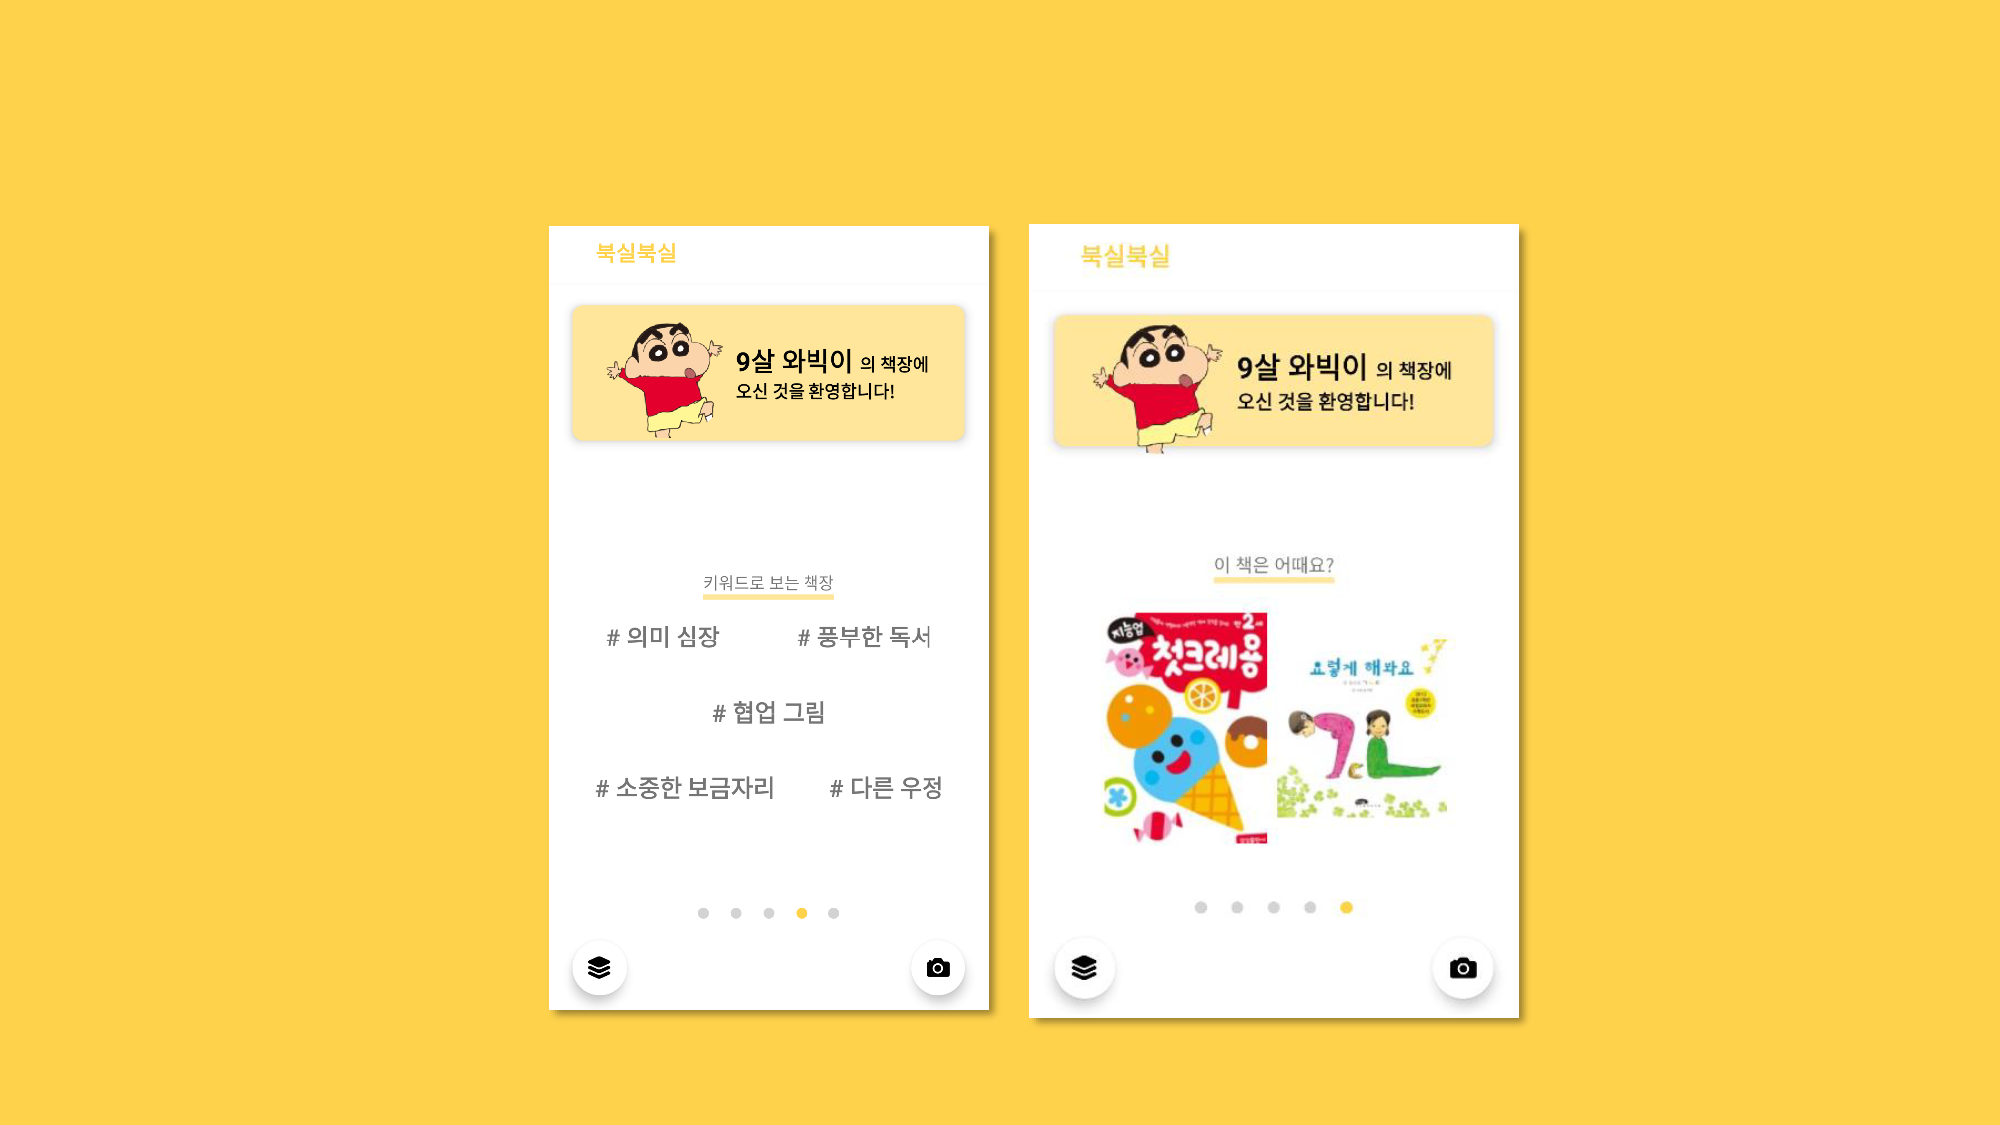 북실북실
9살 와빅이 의 책장에
오신 것을 환영합니다!
키워드로 보는 책장
# 의미 심장 # 풍부한 독서
# 협업 그림
# 소중한 보금자리 # 다른 우정
북실북실
9살 와빅이 의 책장에
오신 것을 환영합니다!
이 책은 어때요?
지능업
첫크레용
요렇게 해봐요